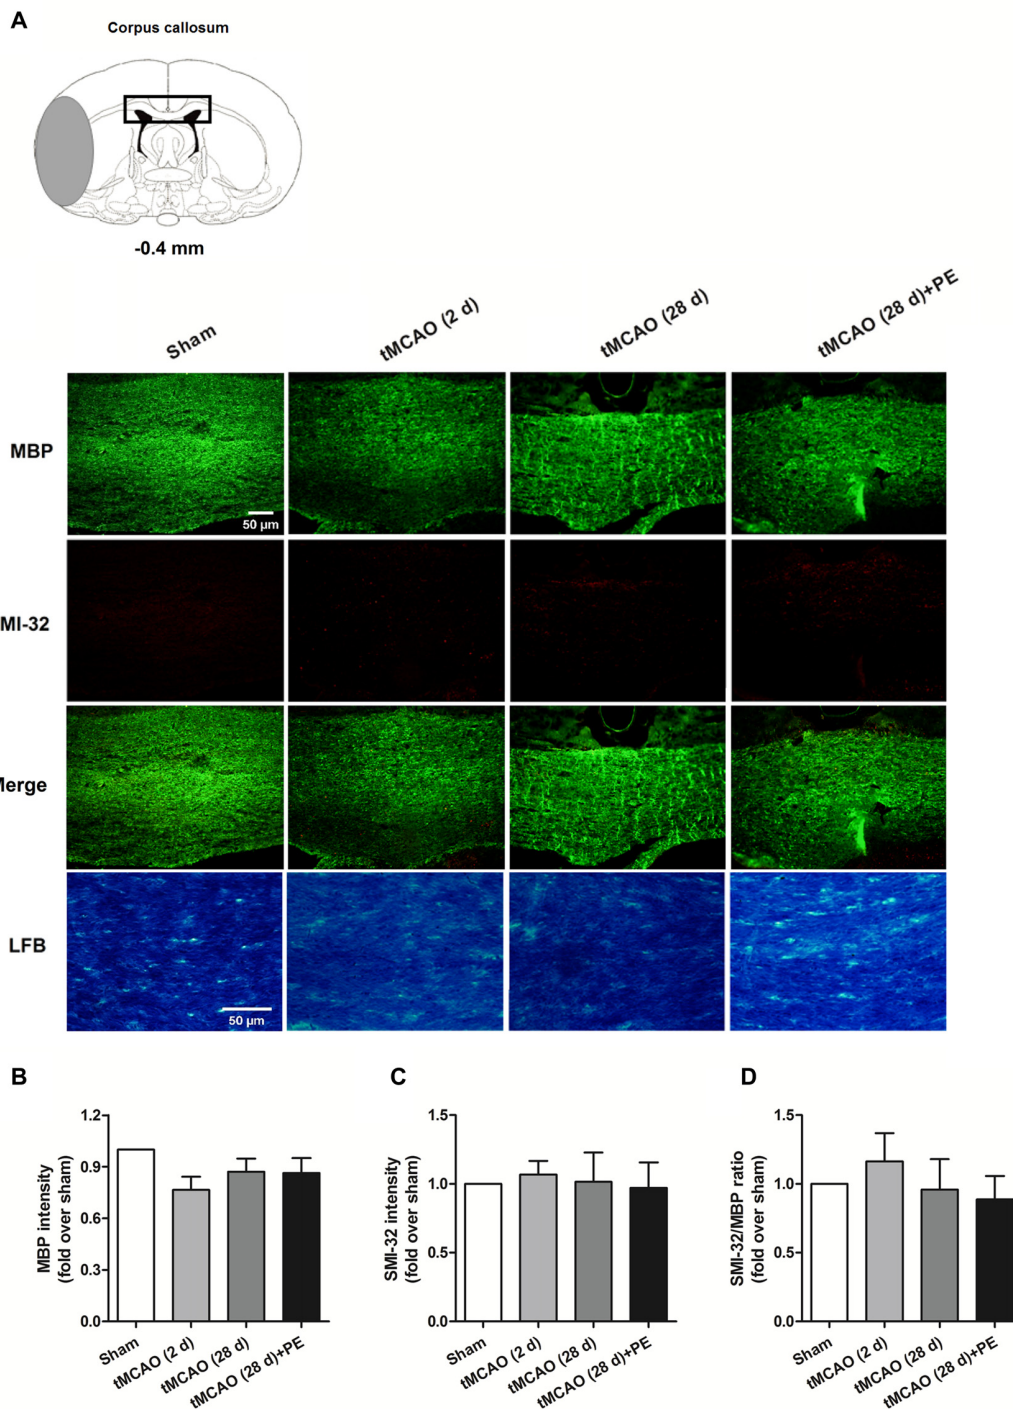 A
Corpus callosum
-0.4 mm
Sham
tMCAO (2 d)
tMCAO (28 d)
tMCAO (28 d)+PE
MBP
50 µm
MI-32
Merge
LFB
50 µm
B
MBP intensity
(fold over sham)
1.2
0.9
0.6
0.3
0.0
Sham
tMCAO (2 d)
tMCAO (28 d)
tMCAO (28 d)+PE
C
SMI-32 intensity
(fold over sham)
1.5
1.0
0.5
0.0
Sham
tMCAO (2 d)
tMCAO (28 d)
tMCAO (28 d)+PE
D
SMI-32/MBP ratio
(fold over sham)
1.5
1.0
0.5
0.0
Sham
tMCAO (2 d)
tMCAO (28 d)
tMCAO (28 d)+PE